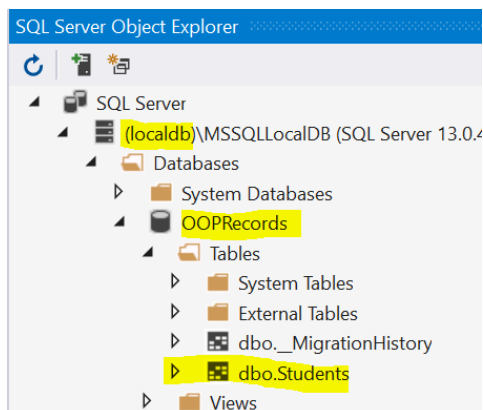 SQL Server Object Explorer
SQL Server
(localdb)\MSSQLLocalDB (SQL Server 13.0.4
Databases
System Databases
OOPRecords
Tables
System Tables
External Tables
dbo.__MigrationHistory
dbo.Students
Views